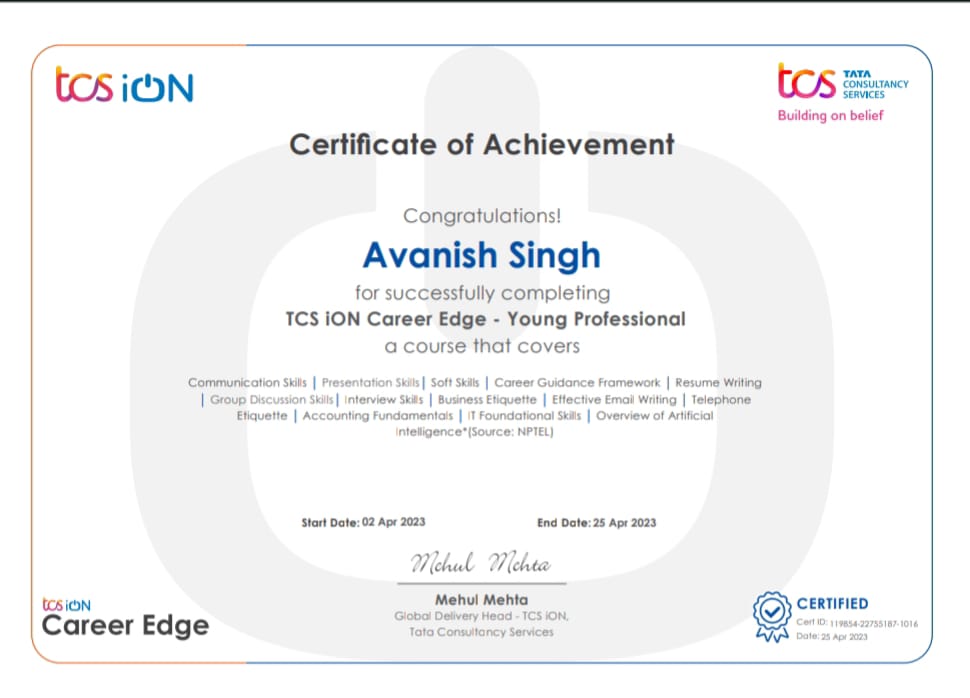 tcs iON
tcs TATA
CONSULTANCY
SERVICES
Building on belief
Certificate of Achievement
Congratulations!
Avanish Singh
for successfully completing
TCS iON Career Edge - Young Professional
a course that covers
Communication Skills | Presentation Skills| Soft Skills | Career Guidance Framework | Resume Writing
| Group Discussion Skills| Interview Skills | Business Etiquette | Effective Email Writing | Telephone
Etiquette | Accounting Fundamentals | IT Foundational Skills | Overview of Artificial
Intelligence*(Source: NPTEL)
Start Date: 02 Apr 2023 End Date: 25 Apr 2023
Mehul Mehta
Mehul Mehta
Global Delivery Head - TCS iON,
Tata Consultancy Services
tcs iON
Career Edge
CERTIFIED
Cert ID: 119854-22755187-1016
Date: 25 Apr 2023